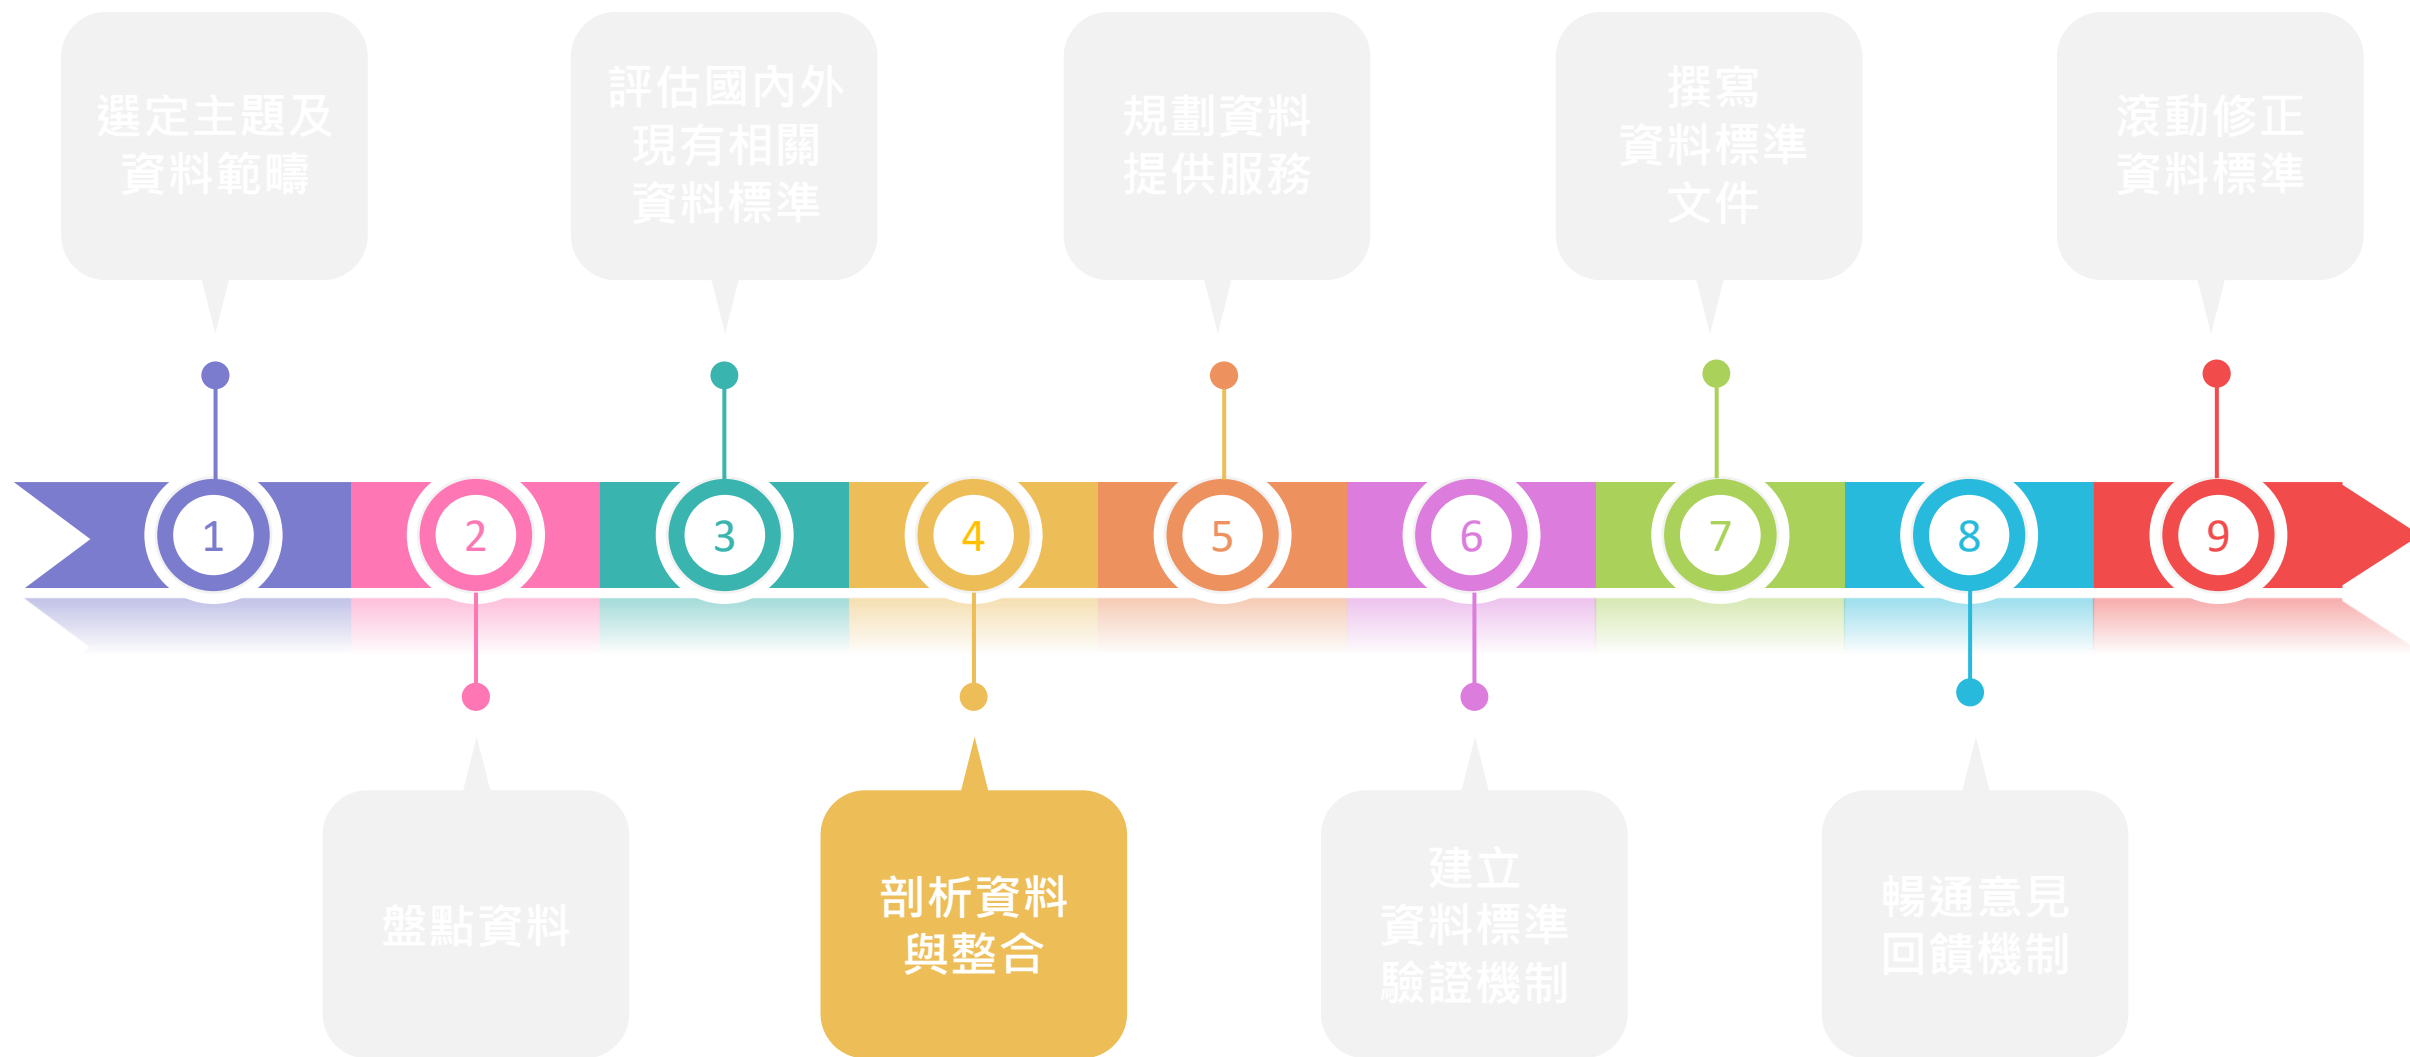 選定主題及
資料範疇
評估國內外
現有相關
資料標準
規劃資料
提供服務
撰寫
資料標準
文件
滾動修正
資料標準
1
2
3
4
5
6
7
8
9
盤點資料
剖析資料
與整合
建立
資料標準
驗證機制
暢通意見
回饋機制